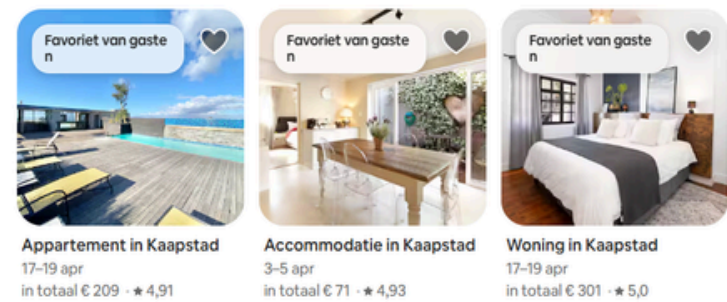 Favoriet van gaste
n
Appartement in Kaapstad
17–19 apr
in totaal € 209 · ★ 4,91
Favoriet van gaste
n
Accommodatie in Kaapstad
3–5 apr
in totaal € 71 · ★ 4,93
Favoriet van gaste
n
Woning in Kaapstad
17–19 apr
in totaal € 301 · ★ 5,0